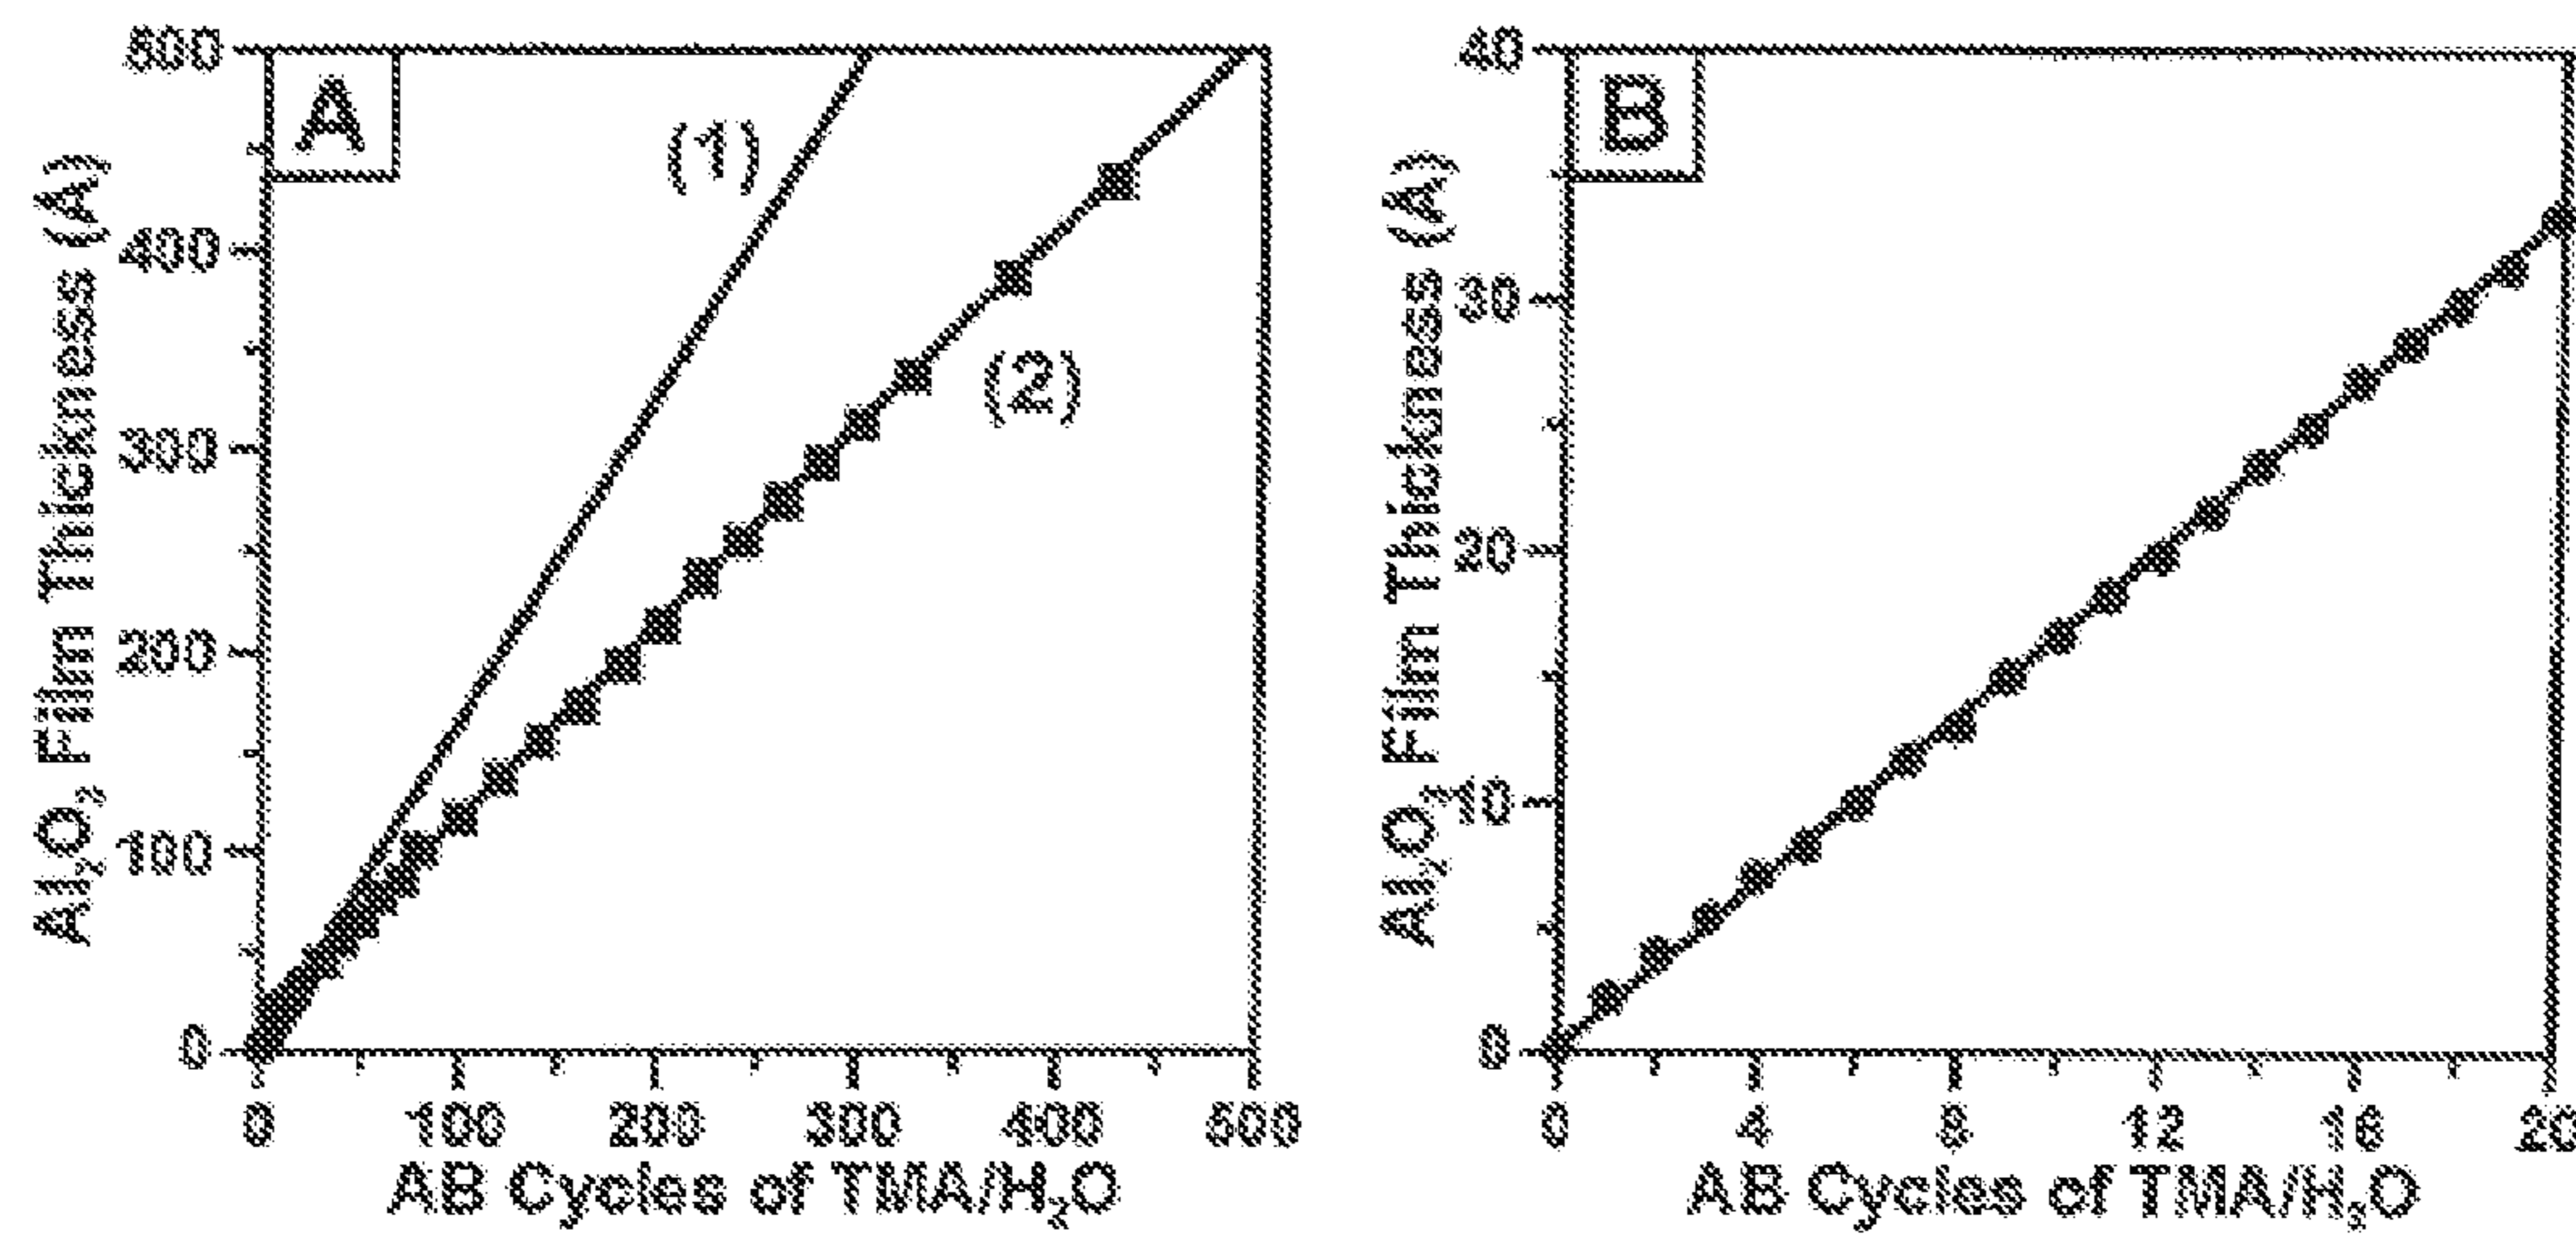 A
(1)
(2)
500
400
300
200
100
0
Al₂O₃ Film Thickness (Å)
0 100 200 300 400 500
AB Cycles of TMA/H₂O
B
40
30
20
10
0
Al₂O₃ Film Thickness (Å)
0 4 8 12 16 20
AB Cycles of TMA/H₂O